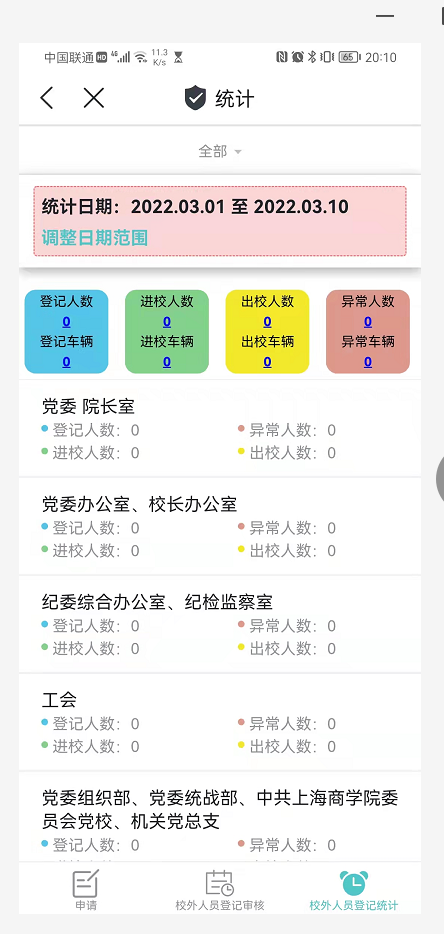 中国联通 HD 46 11.3 K/s 65 20:10
统计
全部
统计日期：2022.03.01 至 2022.03.10
调整日期范围
登记人数 进校人数 出校人数 异常人数
0 0 0 0
登记车辆 进校车辆 出校车辆 异常车辆
0 0 0 0
党委 院长室
登记人数：0 异常人数：0
进校人数：0 出校人数：0
党委办公室、校长办公室
登记人数：0 异常人数：0
进校人数：0 出校人数：0
纪委综合办公室、纪检监察室
登记人数：0 异常人数：0
进校人数：0 出校人数：0
工会
登记人数：0 异常人数：0
进校人数：0 出校人数：0
党委组织部、党委统战部、中共上海商学院委
员会党校、机关党总支
登记人数：0 异常人数：0
申请 校外人员登记审核 校外人员登记统计